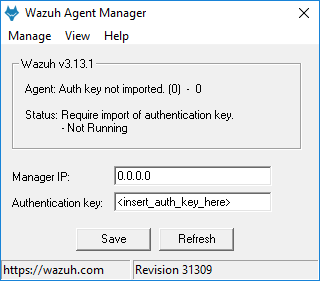 Wazuh Agent Manager
Manage View Help
Wazuh v3.13.1
Agent: Auth key not imported. (0) - 0
Status: Require import of authentication key.
- Not Running
Manager IP: 0.0.0.0
Authentication key: <insert_auth_key_here>
Save Refresh
https://wazuh.com Revision 31309